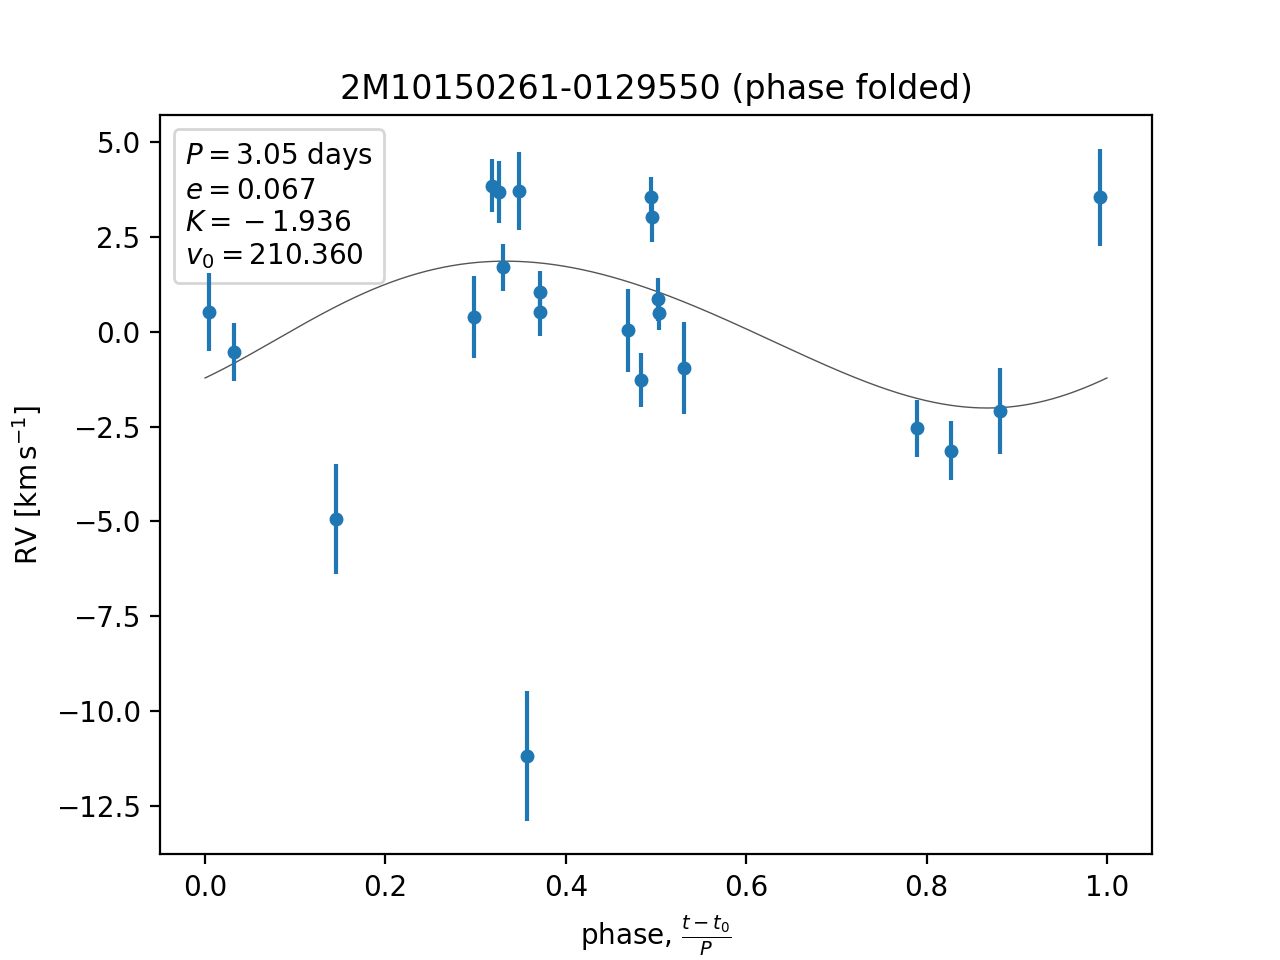 2M10150261-0129550 (phase folded)
P = 3.05 days
e = 0.067
K = −1.936
v₀ = 210.360
5.0
2.5
0.0
−2.5
−5.0
−7.5
−10.0
−12.5
RV [km s⁻¹]
0.0 0.2 0.4 0.6 0.8 1.0
phase, (t − t₀)/P